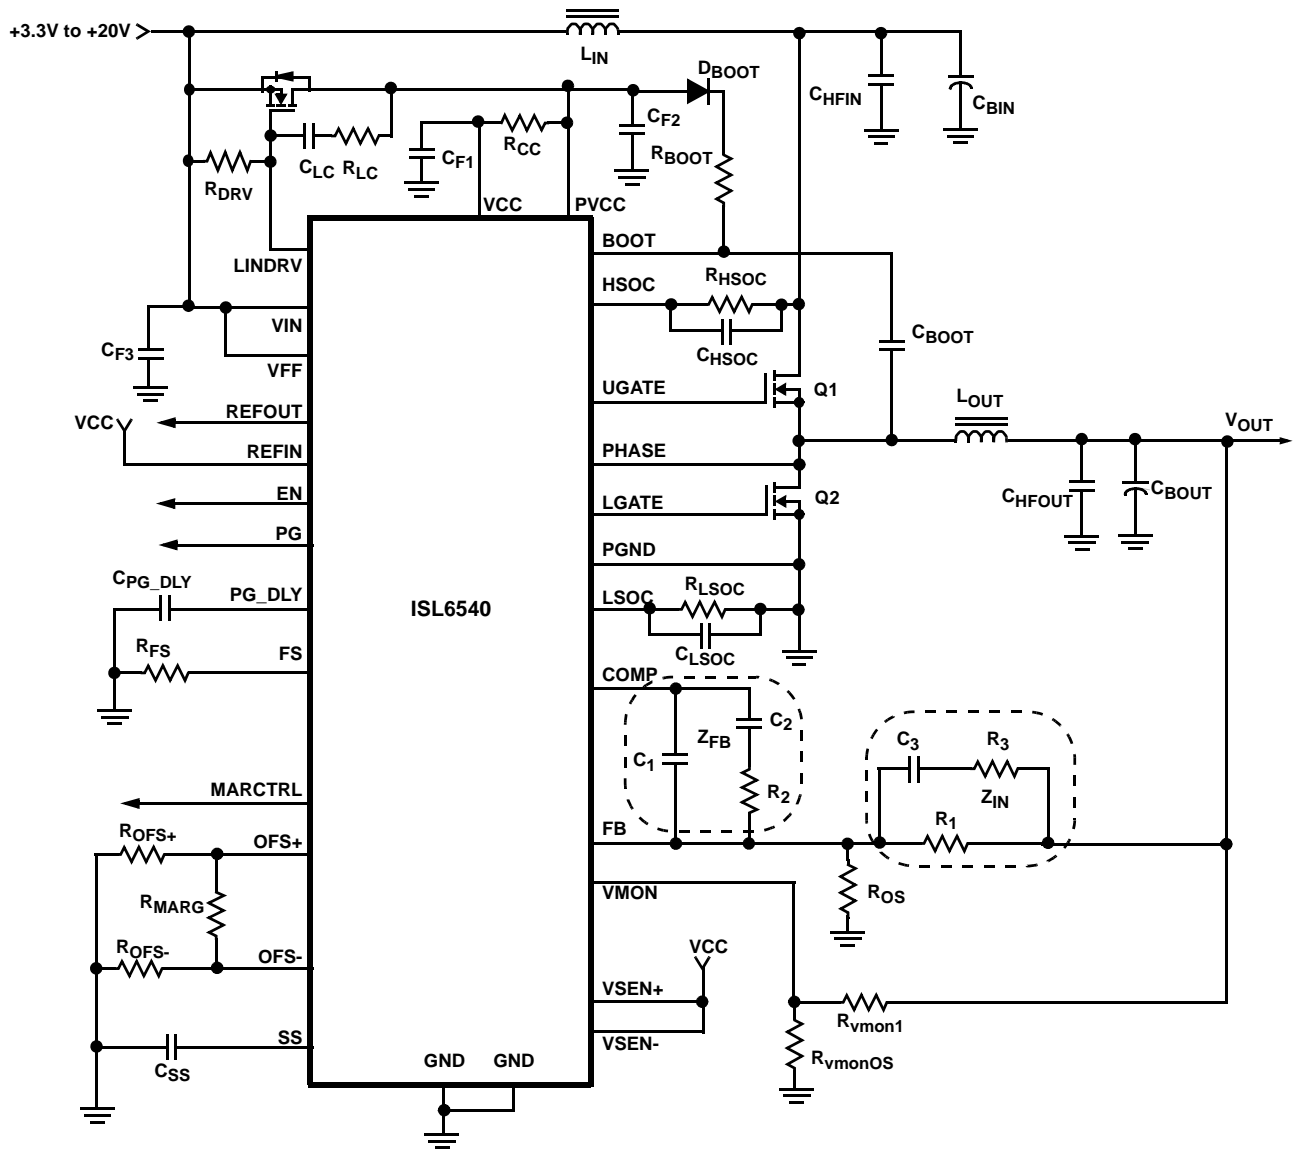 +3.3V to +20V
LIN
DBOOT
CHFIN
CBIN
CF2
RBOOT
CLC
RLC
CF1
RCC
RDRV
VCC
PVCC
LINDRV
BOOT
HSOC
RHSOC
CHSOC
CBOOT
VIN
CF3
VFF
UGATE
Q1
LOUT
VOUT
REFOUT
VCC
REFIN
PHASE
EN
LGATE
Q2
CHFOUT
CBOUT
PG
PGND
CPG_DLY
PG_DLY
ISL6540
LSOC
RLSOC
CLSOC
RFS
FS
COMP
C2
ZFB
C1
R2
C3
R3
ZIN
R1
MARCTRL
FB
ROFS+
OFS+
RMARG
VMON
ROS
ROFS-
OFS-
VCC
VSEN+
Rvmon1
SS
CSS
VSEN-
RvmonOS
GND
GND